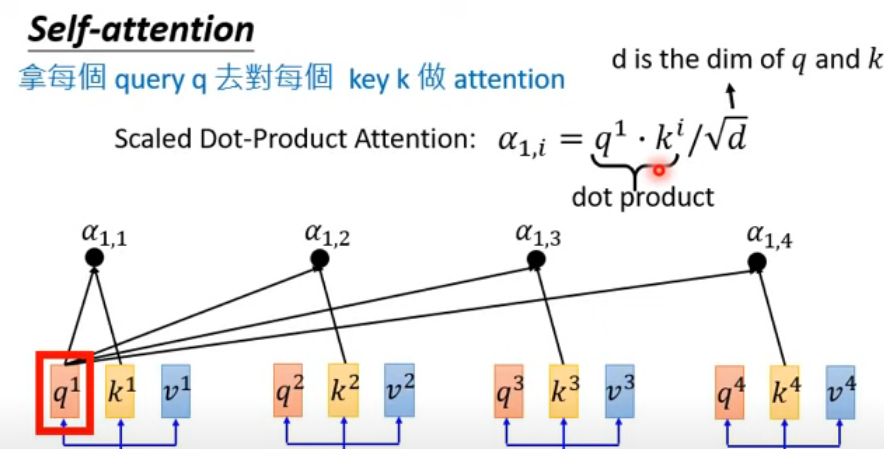 Self-attention
d is the dim of q and k
拿每個 query q 去對每個 key k 做 attention
Scaled Dot-Product Attention: α₁,ᵢ = q¹ · kⁱ/√d
dot product
α₁,₁ α₁,₂ α₁,₃ α₁,₄
q¹ k¹ v¹ q² k² v² q³ k³ v³ q⁴ k⁴ v⁴